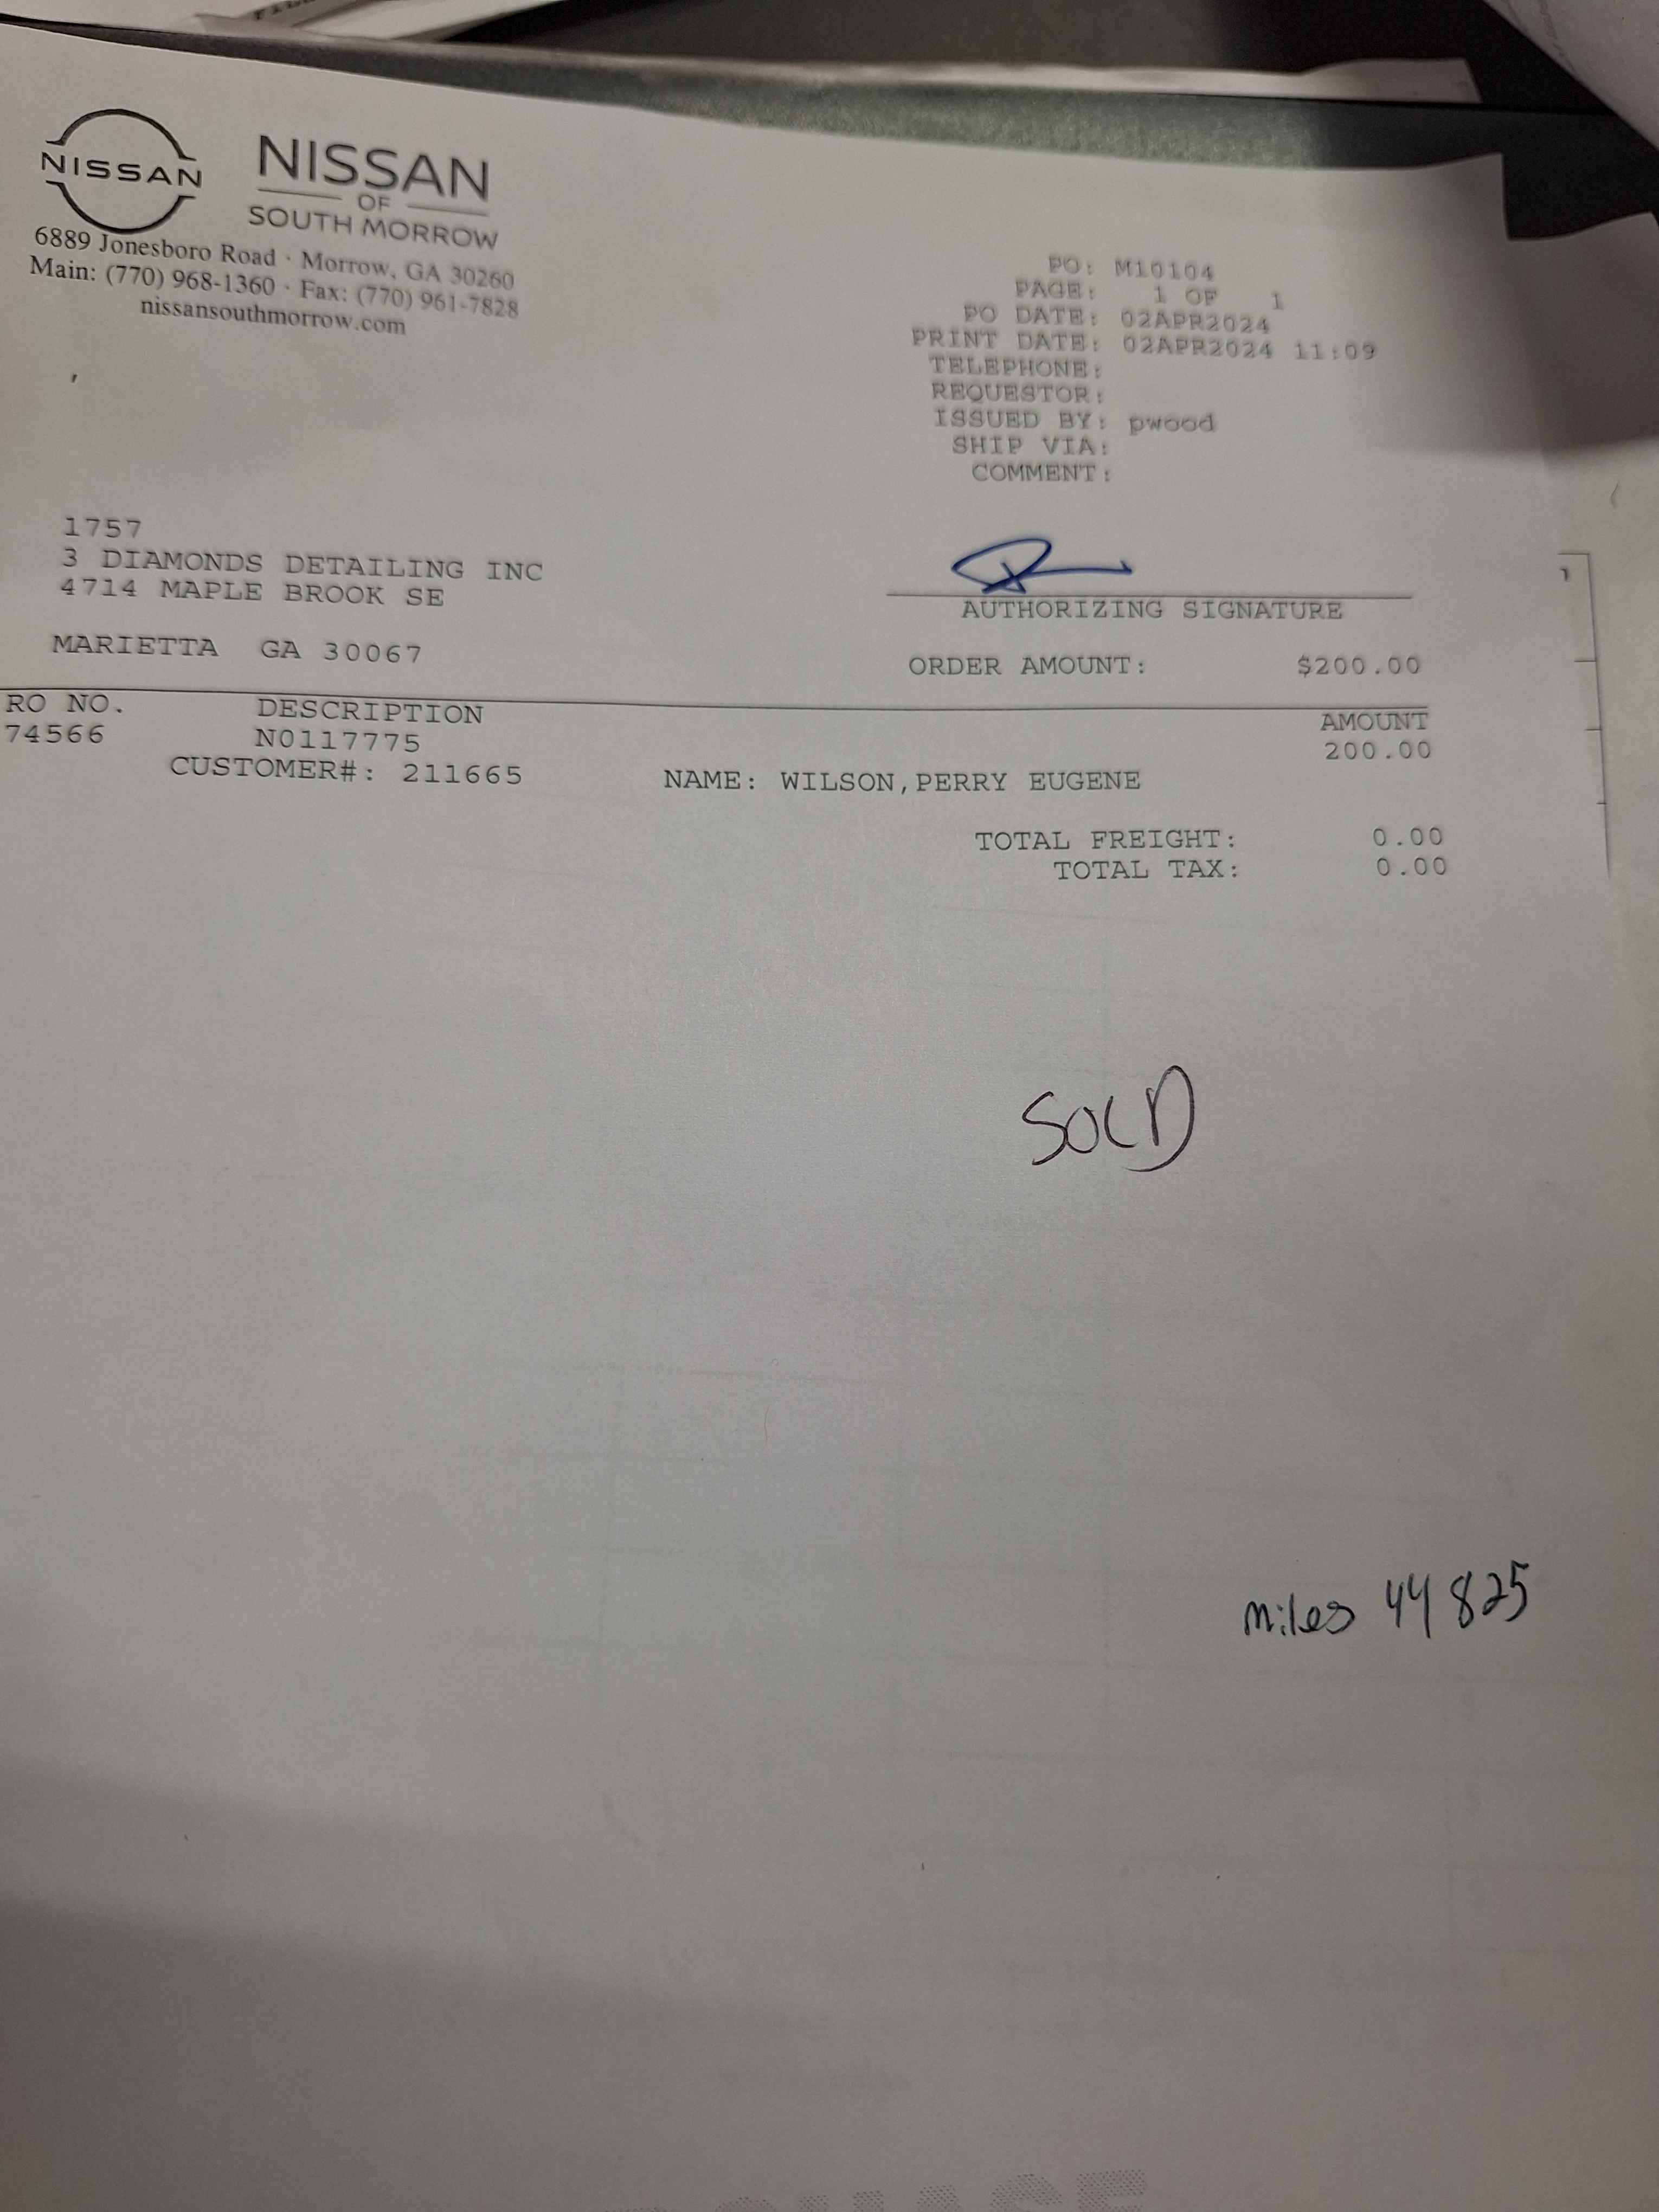 NISSAN
NISSAN
OF
SOUTH MORROW
6889 Jonesboro Road · Morrow, GA 30260
Main: (770) 968-1360 · Fax: (770) 961-7828
nissansouthmorrow.com
PO: M10104
PAGE: 1 OF 1
PO DATE: 02APR2024
PRINT DATE: 02APR2024 11:09
TELEPHONE:
REQUESTOR:
ISSUED BY: pwood
SHIP VIA:
COMMENT:
1757
3 DIAMONDS DETAILING INC
4714 MAPLE BROOK SE
MARIETTA GA 30067
AUTHORIZING SIGNATURE
ORDER AMOUNT: $200.00
RO NO. DESCRIPTION AMOUNT
74566 N0117775 200.00
CUSTOMER#: 211665 NAME: WILSON,PERRY EUGENE
TOTAL FREIGHT: 0.00
TOTAL TAX: 0.00
SOLD
miles 44825